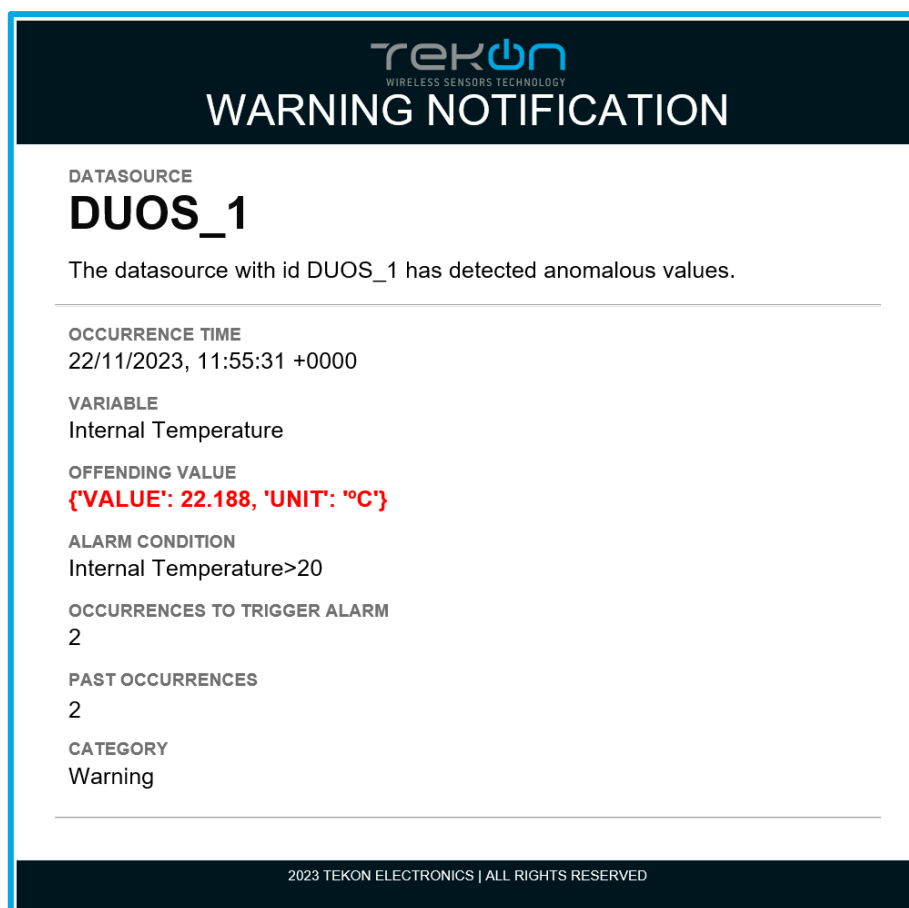 TEKON
WIRELESS SENSORS TECHNOLOGY
WARNING NOTIFICATION
DATASOURCE
DUOS_1
The datasource with id DUOS_1 has detected anomalous values.
OCCURRENCE TIME
22/11/2023, 11:55:31 +0000
VARIABLE
Internal Temperature
OFFENDING VALUE
{'VALUE': 22.188, 'UNIT': 'ºC'}
ALARM CONDITION
Internal Temperature>20
OCCURRENCES TO TRIGGER ALARM
2
PAST OCCURRENCES
2
CATEGORY
Warning
2023 TEKON ELECTRONICS | ALL RIGHTS RESERVED